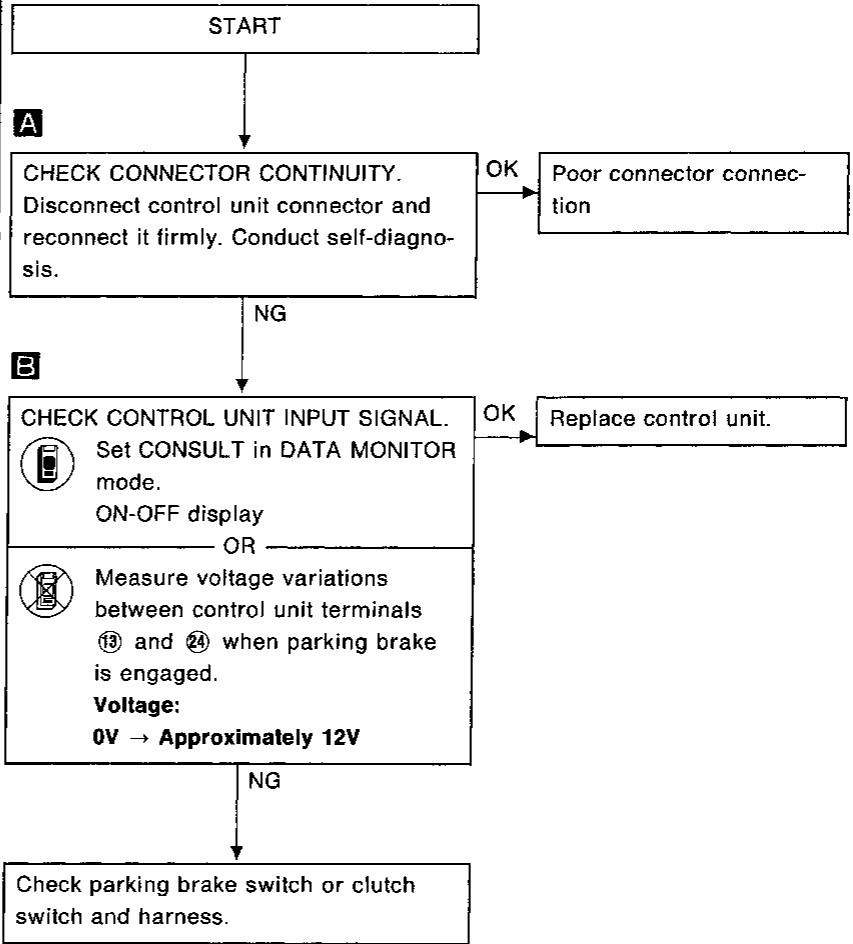 START
A
CHECK CONNECTOR CONTINUITY.
Disconnect control unit connector and
reconnect it firmly. Conduct self-diagno-
sis.
OK
Poor connector connec-
tion
NG
B
CHECK CONTROL UNIT INPUT SIGNAL.
Set CONSULT in DATA MONITOR
mode.
ON-OFF display
OK
Replace control unit.
OR
Measure voltage variations
between control unit terminals
⑬ and ㉔ when parking brake
is engaged.
Voltage:
0V → Approximately 12V
NG
Check parking brake switch or clutch
switch and harness.